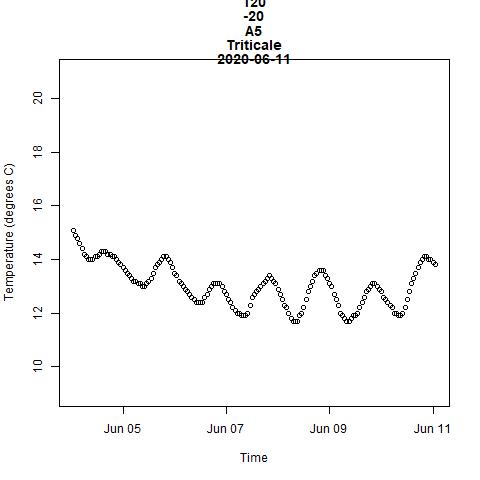 120
-20
A5
Triticale
2020-06-11
Temperature (degrees C)
20
18
16
14
12
10
Jun 05
Jun 07
Jun 09
Jun 11
Time